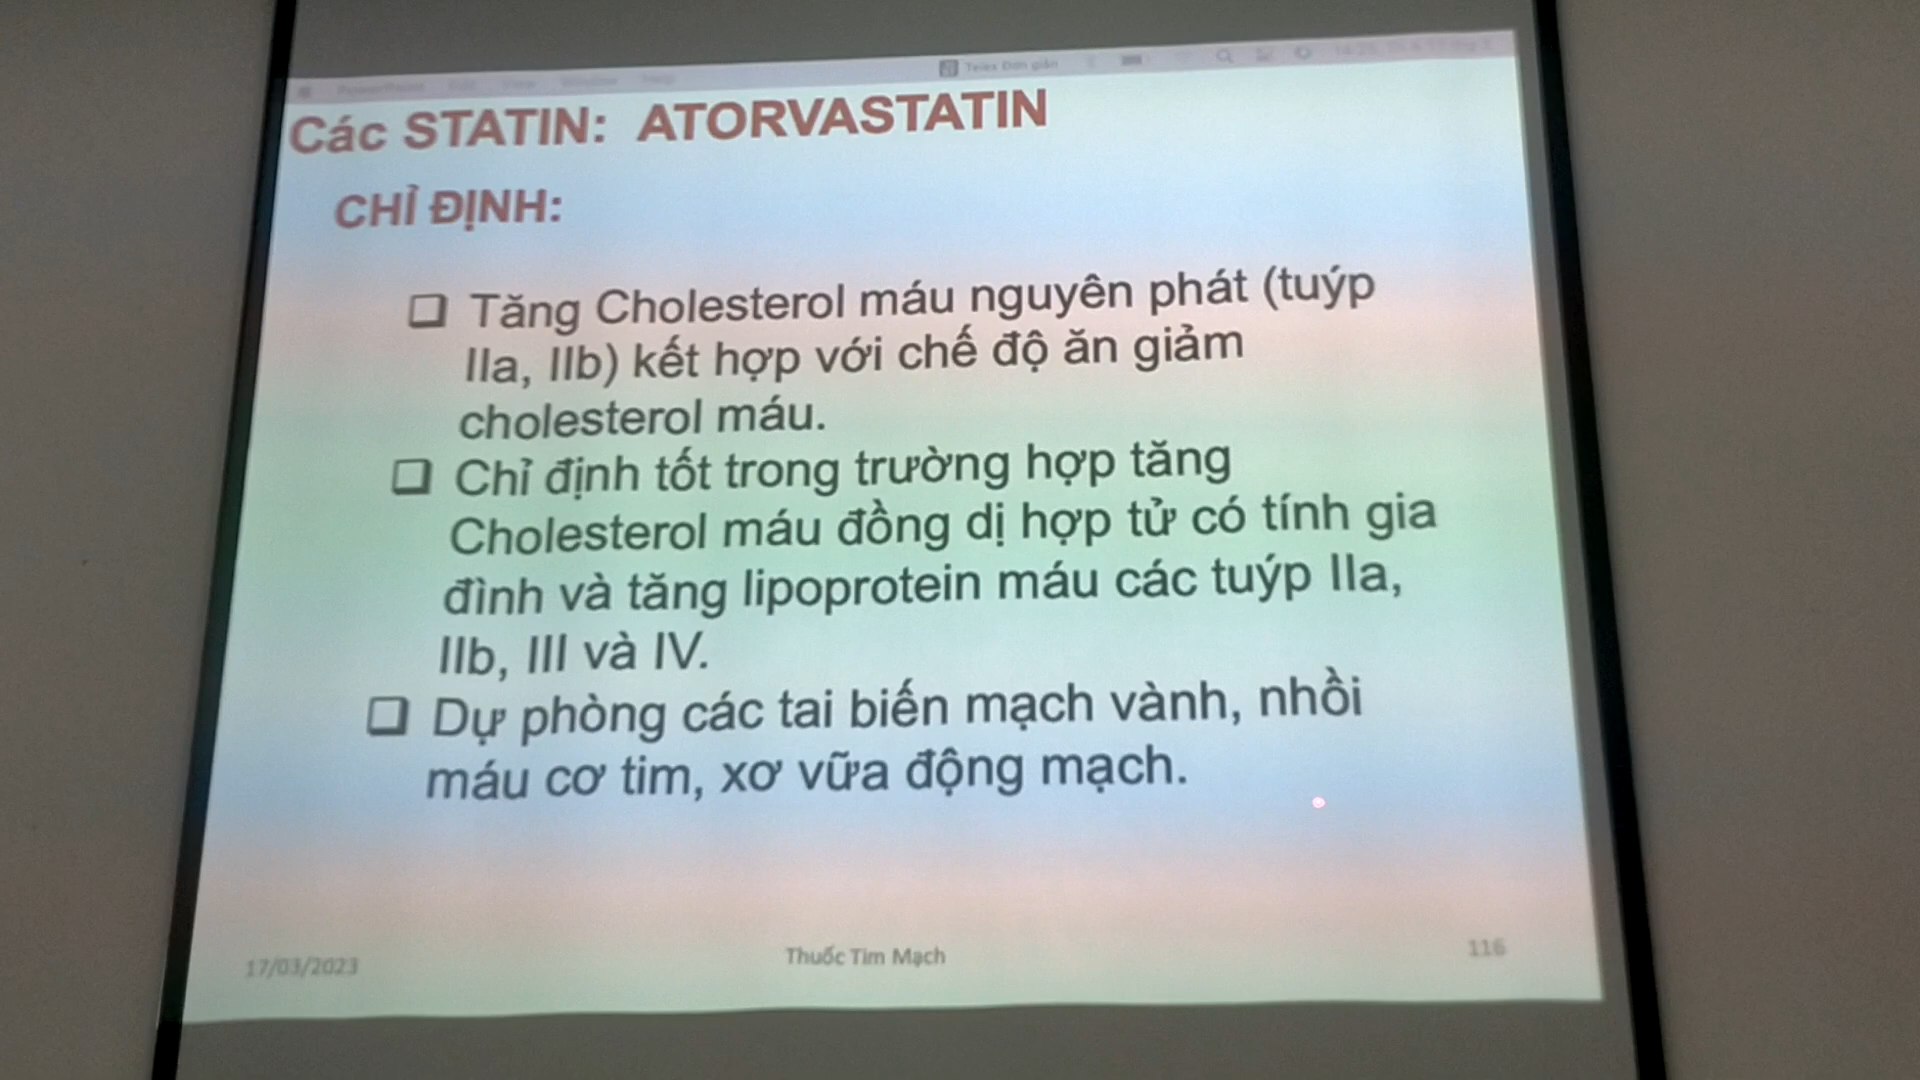 Telex Đơn giản
Các STATIN: ATORVASTATIN
CHỈ ĐỊNH:
❑ Tăng Cholesterol máu nguyên phát (tuýp
IIa, IIb) kết hợp với chế độ ăn giảm
cholesterol máu.
❑ Chỉ định tốt trong trường hợp tăng
Cholesterol máu đồng dị hợp tử có tính gia
đình và tăng lipoprotein máu các tuýp IIa,
IIb, III và IV.
❑ Dự phòng các tai biến mạch vành, nhồi
máu cơ tim, xơ vữa động mạch.
17/03/2023 Thuốc Tim Mạch 116